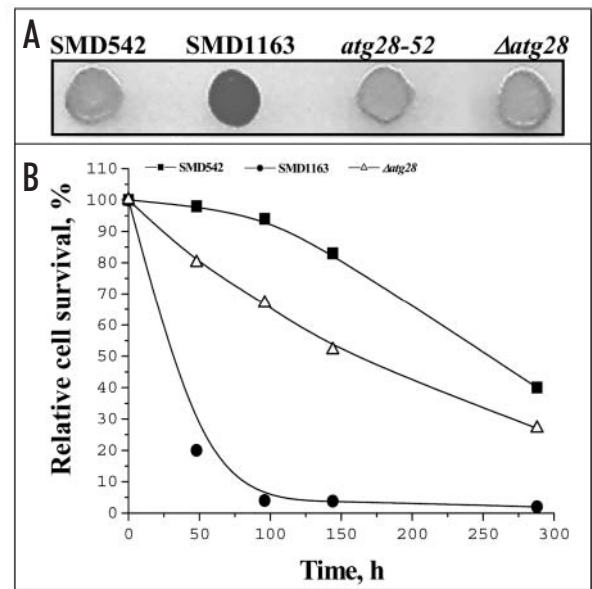 A
SMD542 SMD1163 atg28-52 Δatg28
B
SMD542 SMD1163 Δatg28
110
100
90
80
70
60
50
40
30
20
10
0
Relative cell survival, %
0 50 100 150 200 250 300
Time, h